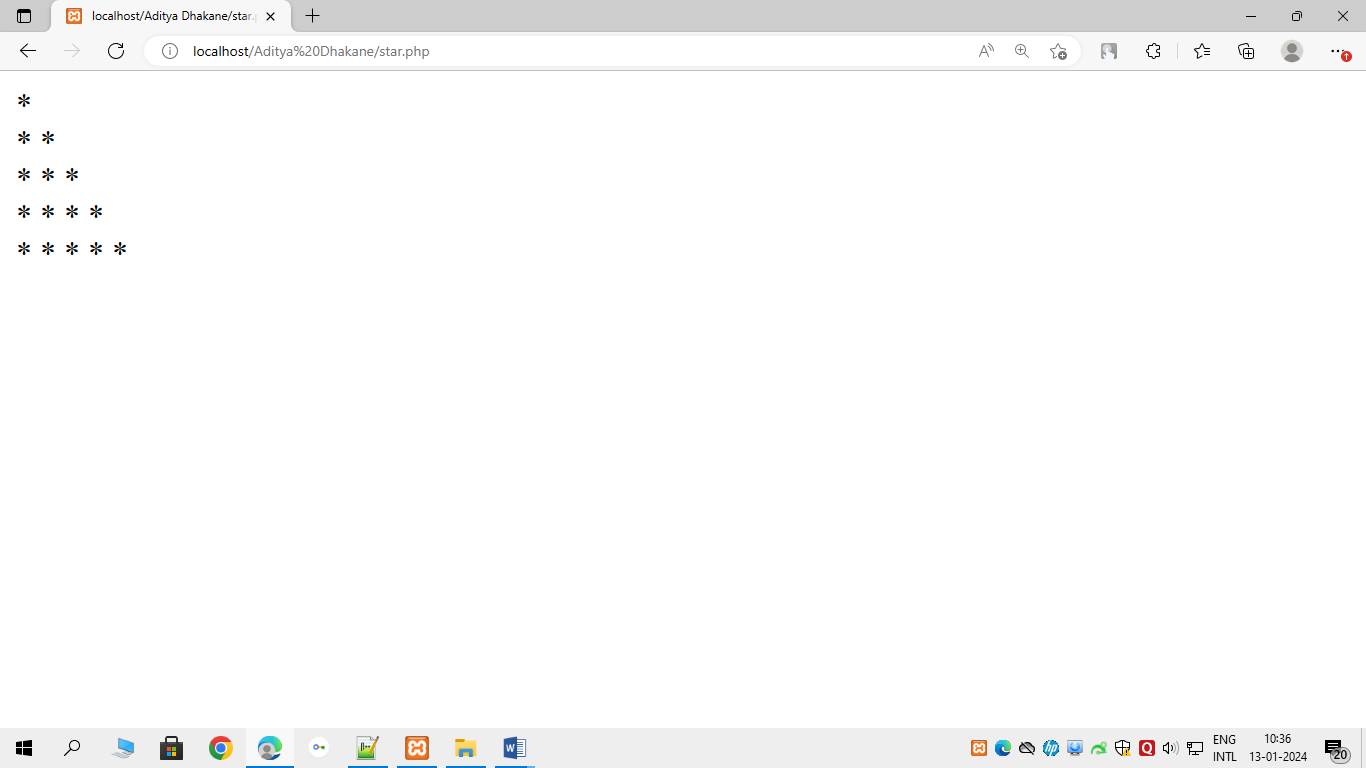 localhost/Aditya Dhakane/star.p
localhost/Aditya%20Dhakane/star.php
*
* *
* * *
* * * *
* * * * *
ENG
INTL
10:36
13-01-2024
20